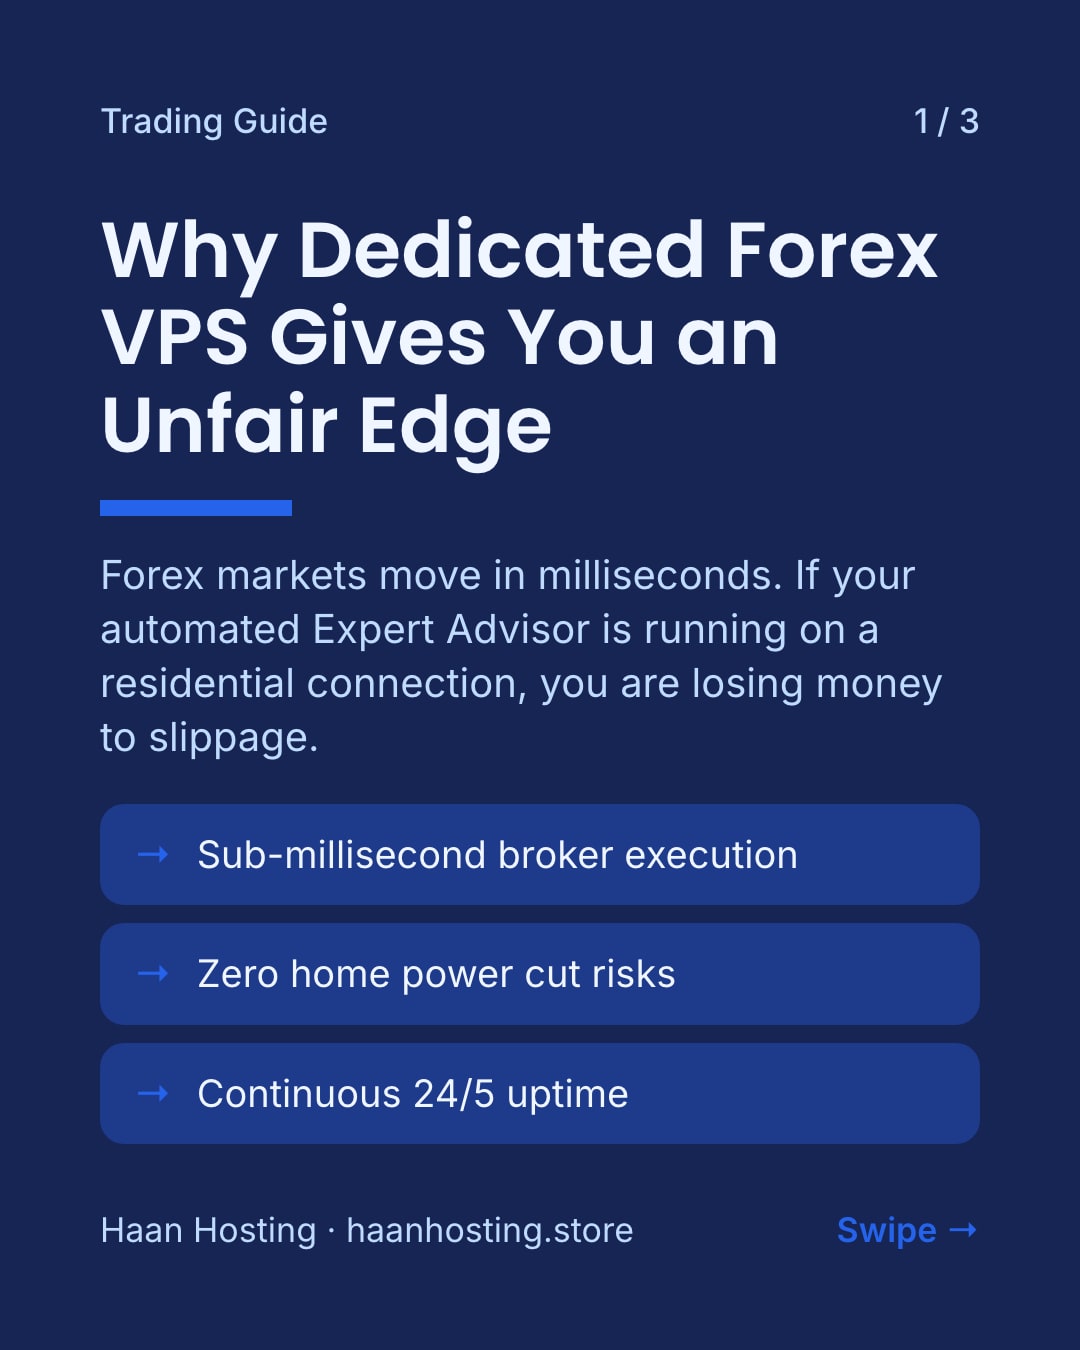 Trading Guide
1 / 3
Why Dedicated Forex
VPS Gives You an
Unfair Edge
Forex markets move in milliseconds. If your
automated Expert Advisor is running on a
residential connection, you are losing money
to slippage.
→ Sub-millisecond broker execution
→ Zero home power cut risks
→ Continuous 24/5 uptime
Haan Hosting · haanhosting.store
Swipe →